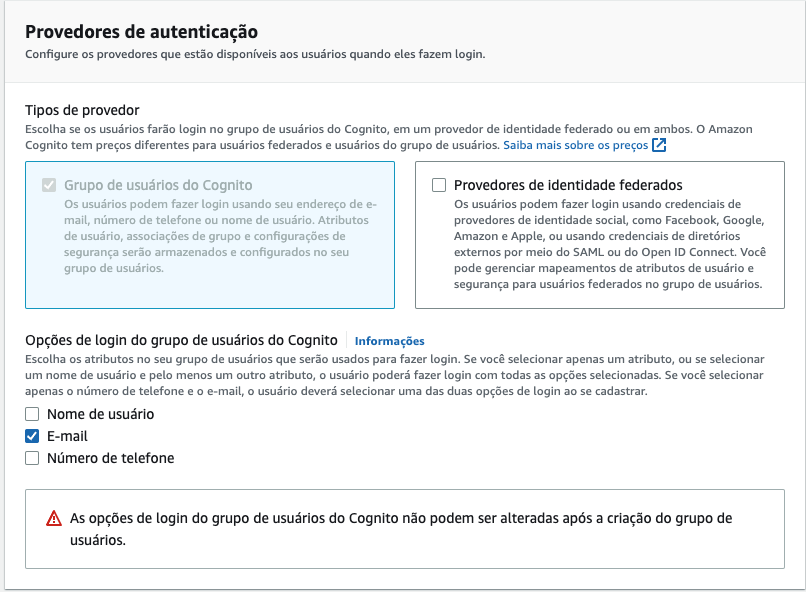 Provedores de autenticação
Configure os provedores que estão disponíveis aos usuários quando eles fazem login.
Tipos de provedor
Escolha se os usuários farão login no grupo de usuários do Cognito, em um provedor de identidade federado ou em ambos. O Amazon
Cognito tem preços diferentes para usuários federados e usuários do grupo de usuários. Saiba mais sobre os preços
Grupo de usuários do Cognito
Os usuários podem fazer login usando seu endereço de e-
mail, número de telefone ou nome de usuário. Atributos
de usuário, associações de grupo e configurações de
segurança serão armazenados e configurados no seu
grupo de usuários.
Provedores de identidade federados
Os usuários podem fazer login usando credenciais de
provedores de identidade social, como Facebook, Google,
Amazon e Apple, ou usando credenciais de diretórios
externos por meio do SAML ou do Open ID Connect. Você
pode gerenciar mapeamentos de atributos de usuário e
segurança para usuários federados no grupo de usuários.
Opções de login do grupo de usuários do Cognito Informações
Escolha os atributos no seu grupo de usuários que serão usados para fazer login. Se você selecionar apenas um atributo, ou se selecionar
um nome de usuário e pelo menos um outro atributo, o usuário poderá fazer login com todas as opções selecionadas. Se você selecionar
apenas o número de telefone e o e-mail, o usuário deverá selecionar uma das duas opções de login ao se cadastrar.
Nome de usuário
E-mail
Número de telefone
As opções de login do grupo de usuários do Cognito não podem ser alteradas após a criação do grupo de
usuários.